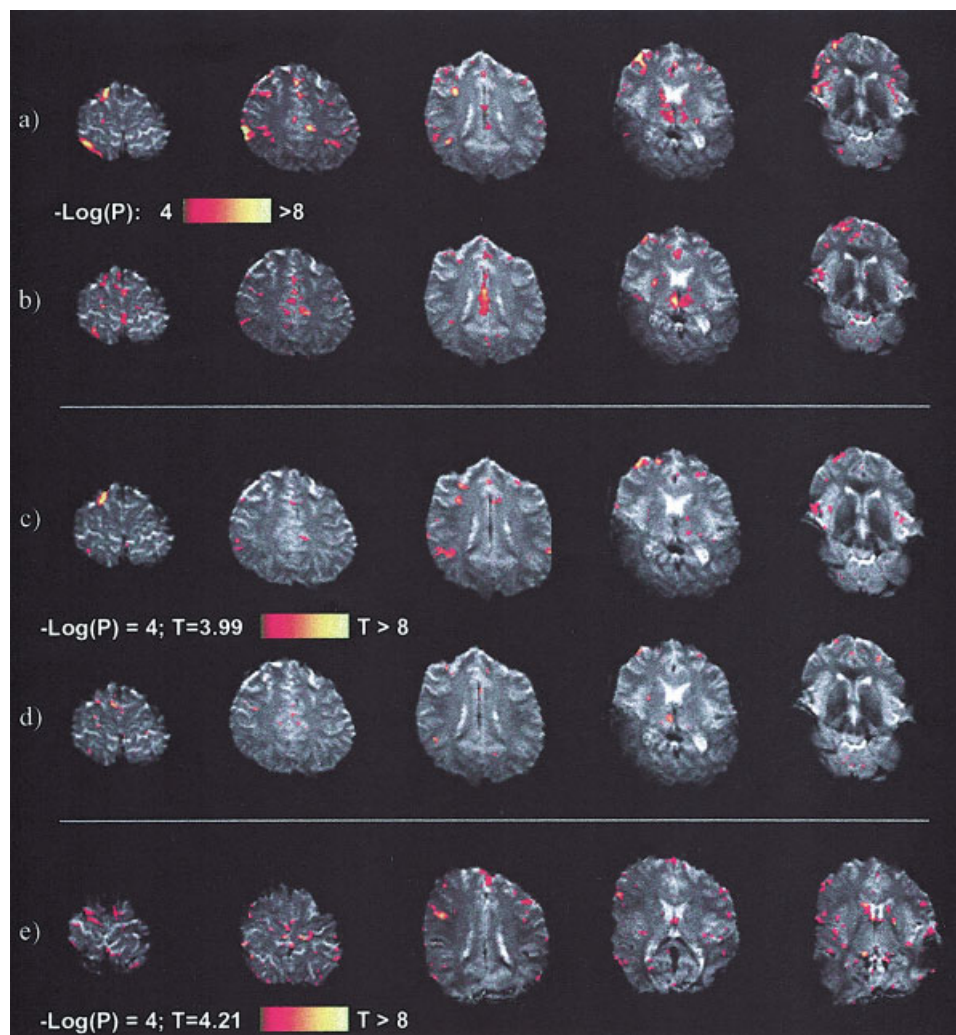 a)
-Log(P): 4 >8
b)
c)
-Log(P) = 4; T=3.99 T > 8
d)
e)
-Log(P) = 4; T=4.21 T > 8